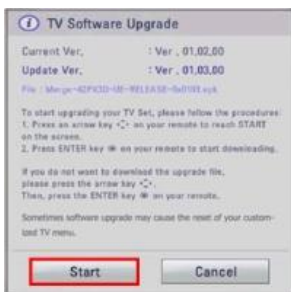 TV Software Upgrade
Current Ver. : Ver . 01.02.00
Update Ver. : Ver . 01.03.00
File :
To start upgrading your TV Set, please follow the procedures:
1. Press an arrow key on your remote to reach START
on the screen.
2. Press ENTER key on your remote to start downloading.
If you do not want to download the upgrade file,
please press the arrow key .
Then, press the ENTER key on your remote.
Sometimes software upgrade may cause the reset of your custom-
ized TV menu.
Start
Cancel